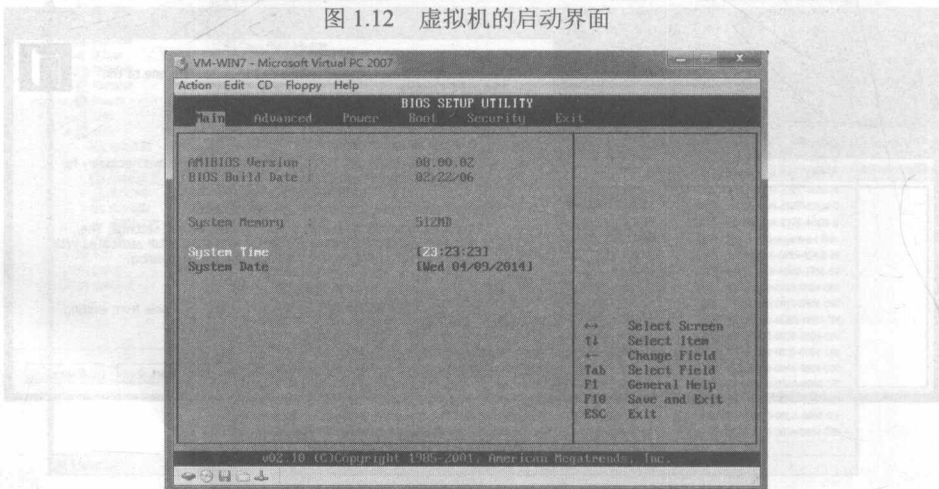 图 1.12 虚拟机的启动界面
VM-WIN7 - Microsoft Virtual PC 2007
Action Edit CD Floppy Help
BIOS SETUP UTILITY
Main Advanced Power Boot Security Exit
AMIBIOS Version : 08.00.02
BIOS Build Date : 02/22/06
System Memory : 512MB
System Time [23:23:23]
System Date [Wed 04/09/2014]
↔ Select Screen
↑↓ Select Item
+- Change Field
Tab Select Field
F1 General Help
F10 Save and Exit
ESC Exit
v02.10 (C)Copyright 1985-2001, American Megatrends, Inc.